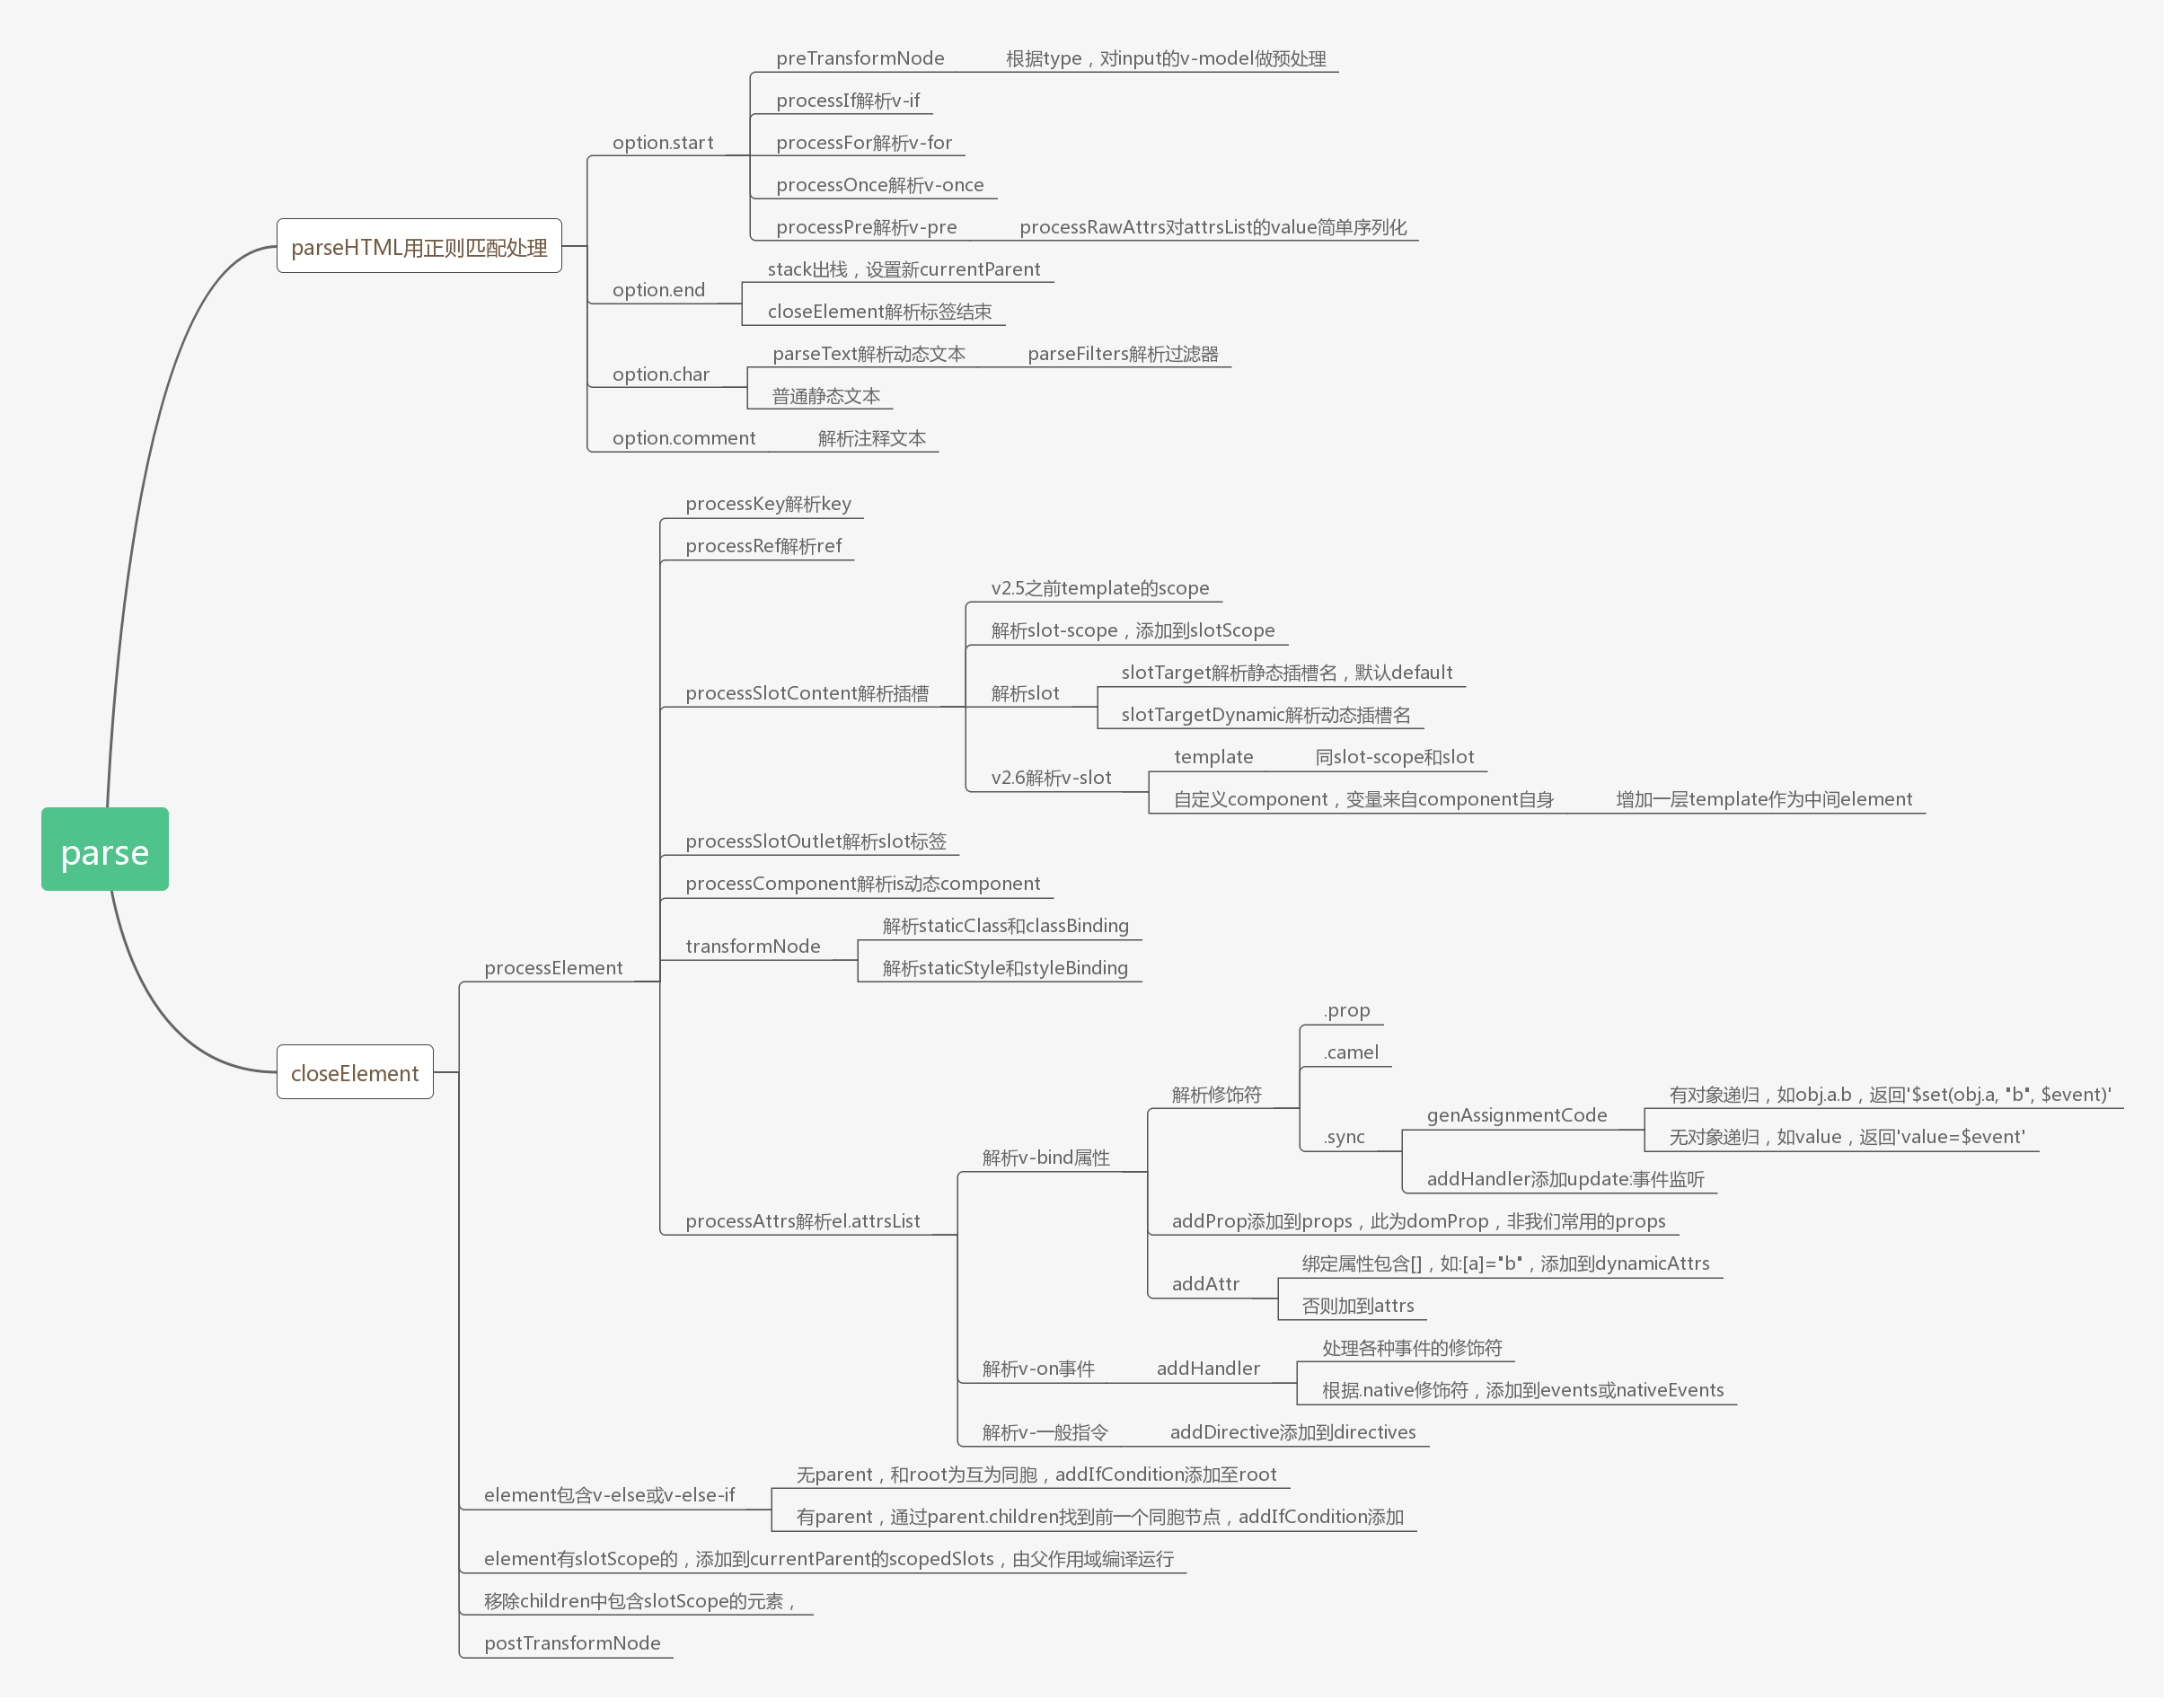 parse
parseHTML用正则匹配处理
option.start
preTransformNode
根据type，对input的v-model做预处理
processIf解析v-if
processFor解析v-for
processOnce解析v-once
processPre解析v-pre
processRawAttrs对attrsList的value简单序列化
option.end
stack出栈，设置新currentParent
closeElement解析标签结束
option.char
parseText解析动态文本
parseFilters解析过滤器
普通静态文本
option.comment
解析注释文本
closeElement
processElement
processKey解析key
processRef解析ref
processSlotContent解析插槽
v2.5之前template的scope
解析slot-scope，添加到slotScope
解析slot
slotTarget解析静态插槽名，默认default
slotTargetDynamic解析动态插槽名
v2.6解析v-slot
template
同slot-scope和slot
自定义component，变量来自component自身
增加一层template作为中间element
processSlotOutlet解析slot标签
processComponent解析is动态component
transformNode
解析staticClass和classBinding
解析staticStyle和styleBinding
processAttrs解析el.attrsList
解析v-bind属性
解析修饰符
.prop
.camel
.sync
genAssignmentCode
有对象递归，如obj.a.b，返回'$set(obj.a, "b", $event)'
无对象递归，如value，返回'value=$event'
addHandler添加update:事件监听
addProp添加到props，此为domProp，非我们常用的props
addAttr
绑定属性包含[]，如:[a]="b"，添加到dynamicAttrs
否则加到attrs
解析v-on事件
addHandler
处理各种事件的修饰符
根据.native修饰符，添加到events或nativeEvents
解析v-一般指令
addDirective添加到directives
element包含v-else或v-else-if
无parent，和root为互为同胞，addIfCondition添加至root
有parent，通过parent.children找到前一个同胞节点，addIfCondition添加
element有slotScope的，添加到currentParent的scopedSlots，由父作用域编译运行
移除children中包含slotScope的元素，
postTransformNode